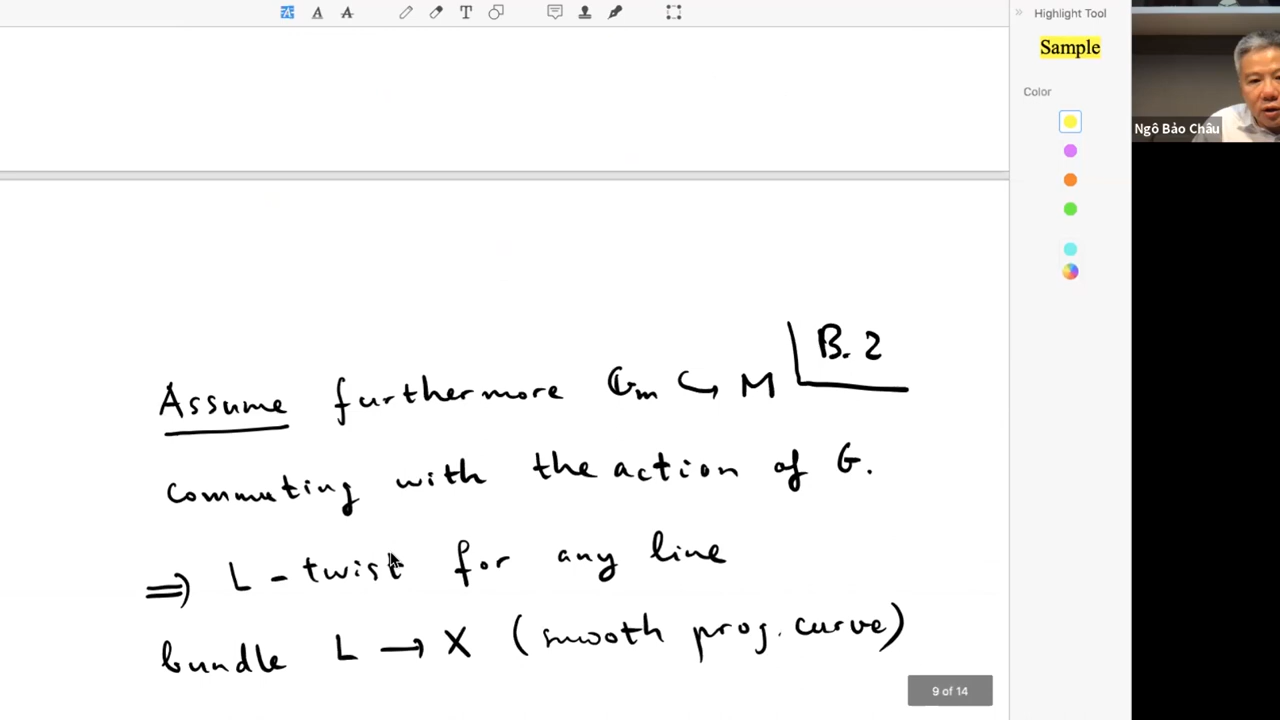 Highlight Tool
Sample
Color
Ngô Bảo Châu
B. 2
Assume furthermore 𝔾m ↪ M
commuting with the action of G.
⇒ L - twist for any line
bundle L → X (smooth proj. curve)
9 of 14